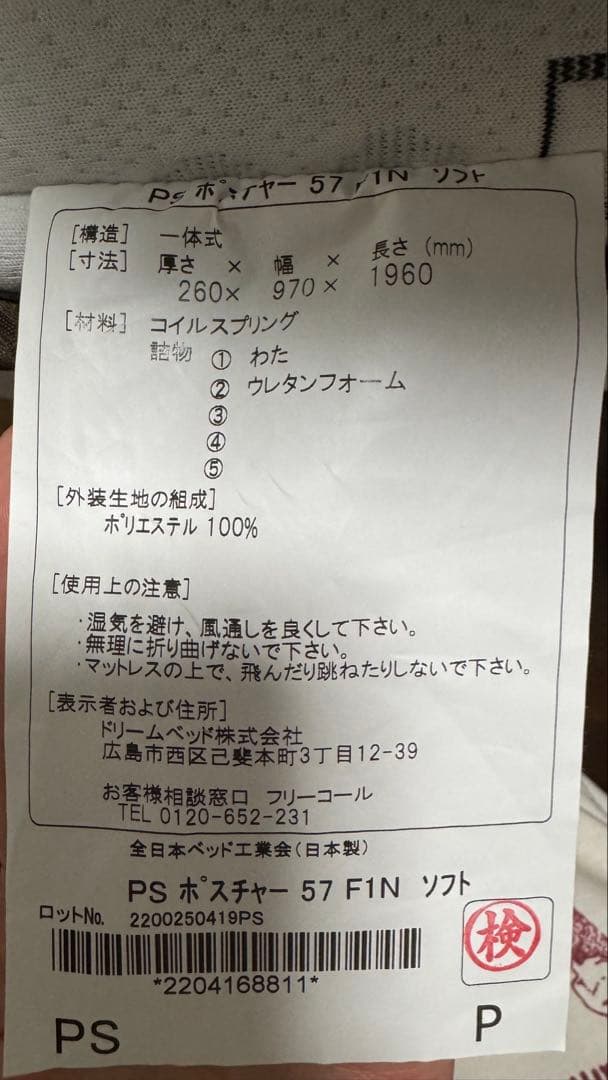 PS ポスチャー 57 F1N ソフト
[構造] 一体式
[寸法] 厚さ × 幅 × 長さ (mm)
260× 970× 1960
[材料] コイルスプリング
詰物 ① わた
② ウレタンフォーム
③
④
⑤
[外装生地の組成]
ポリエステル 100%
[使用上の注意]
・湿気を避け、風通しを良くして下さい。
・無理に折り曲げないで下さい。
・マットレスの上で、飛んだり跳ねたりしないで下さい。
[表示者および住所]
ドリームベッド株式会社
広島市西区己斐本町3丁目12-39
お客様相談窓口 フリーコール
TEL 0120-652-231
全日本ベッド工業会(日本製)
PS ポスチャー 57 F1N ソフト
ロットNo. 2200250419PS
検
*2204168811*
PS P